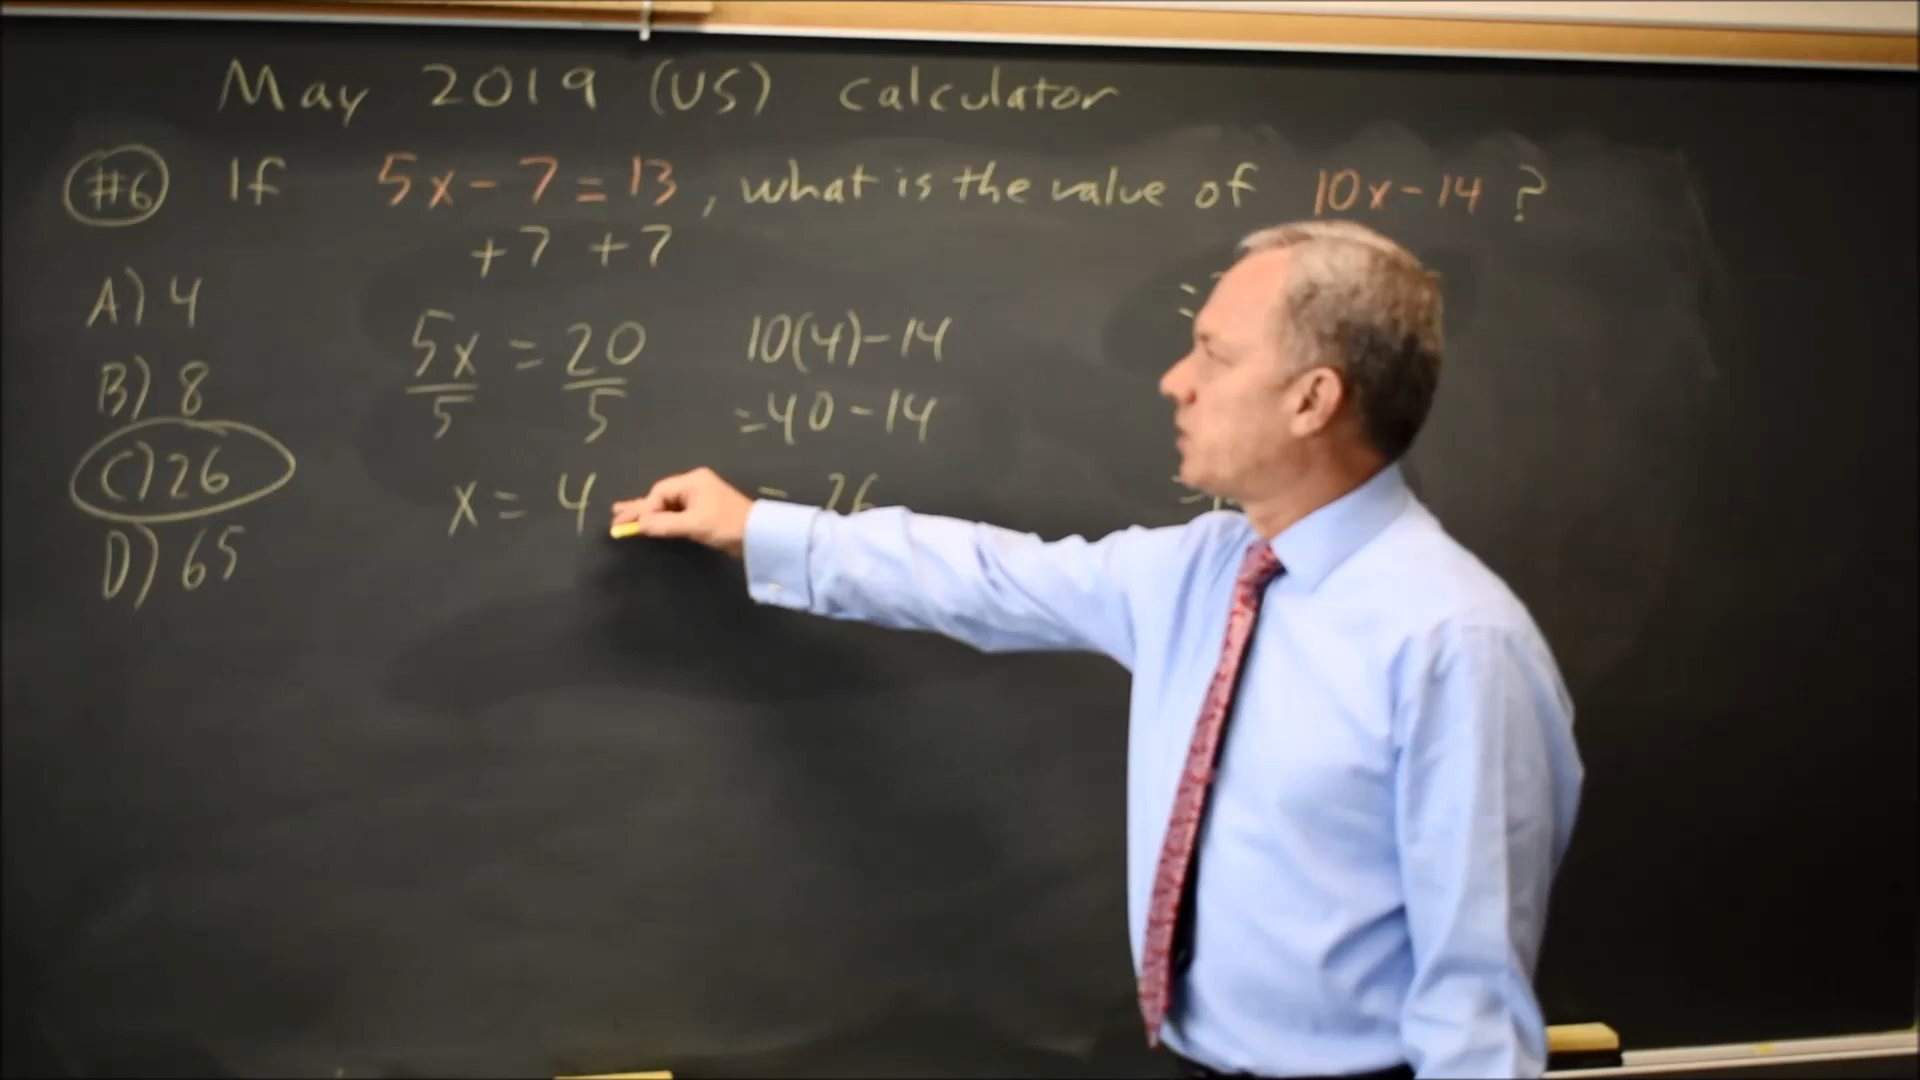 May 2019 (US) Calculator
#6 If 5x - 7 = 13, what is the value of 10x - 14 ?
+7 +7
A) 4
5x = 20
5 5
10(4) - 14
B) 8
= 40 - 14
C) 26
x = 4
= 26
D) 65